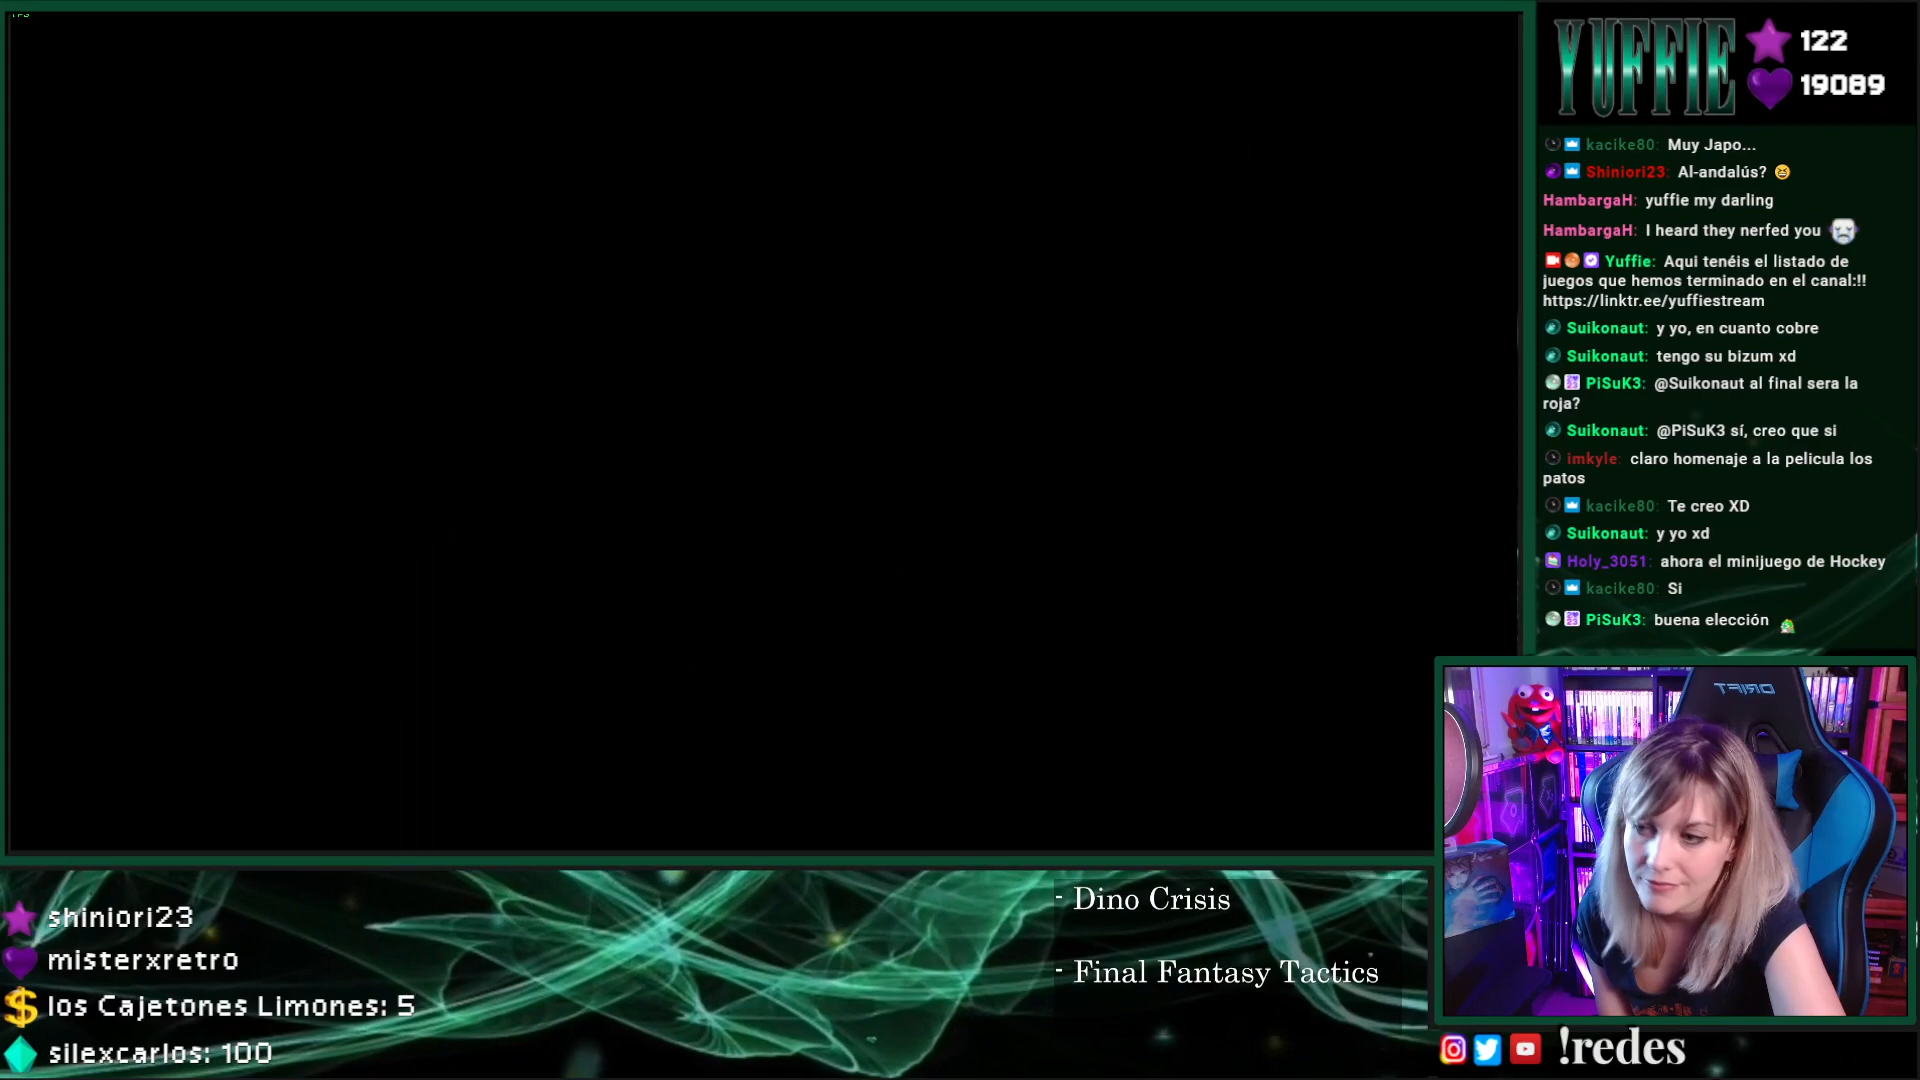 FPS
YUFFIE
122
19089
kacike80: Muy Japo...
Shiniori23: Al-andalús?
HambargaH: yuffie my darling
HambargaH: I heard they nerfed you
Yuffie: Aqui tenéis el listado de
juegos que hemos terminado en el canal:!!
https://linktr.ee/yuffiestream
Suikonaut: y yo, en cuanto cobre
Suikonaut: tengo su bizum xd
PiSuK3: @Suikonaut al final sera la
roja?
Suikonaut: @PiSuK3 sí, creo que si
imkyle: claro homenaje a la pelicula los
patos
kacike80: Te creo XD
Suikonaut: y yo xd
Holy_3051: ahora el minijuego de Hockey
kacike80: Si
PiSuK3: buena elección
DRIFT
shiniori23
misterxretro
los Cajetones Limones: 5
silexcarlos: 100
- Dino Crisis
- Final Fantasy Tactics
!redes